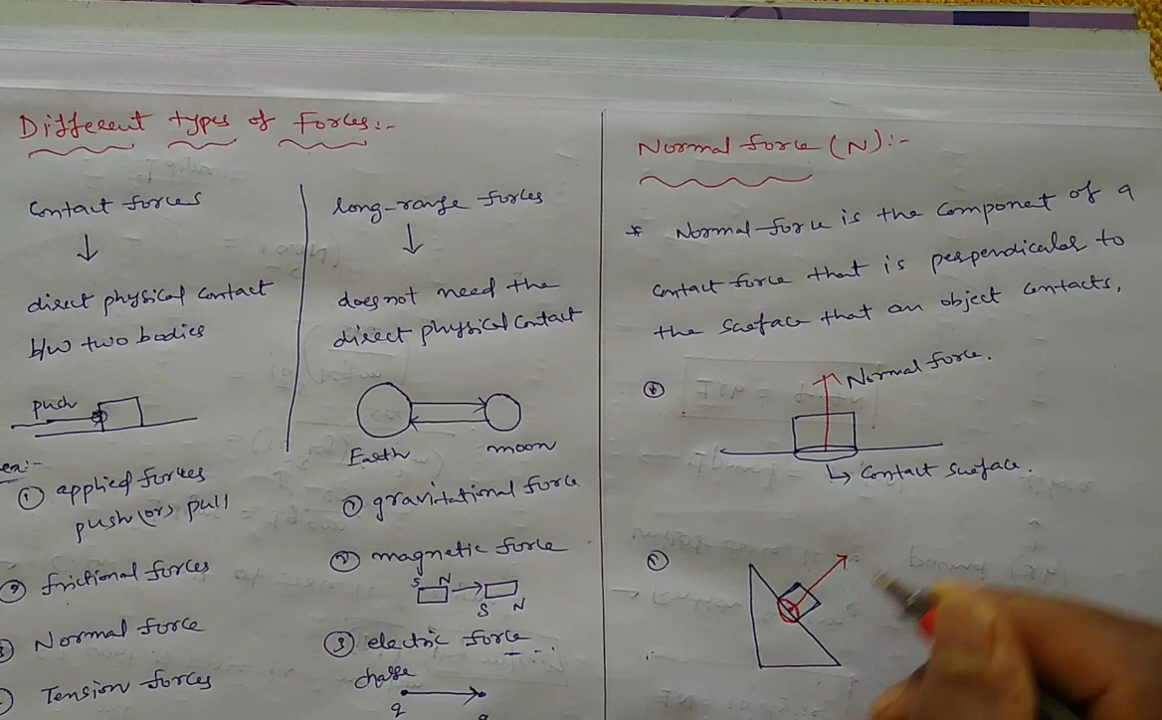 Different types of Forces:-
Contact forces
direct physical contact
b/w two bodies
push
ex:-
① applied forces
push (or) pull
② frictional forces
③ Normal force
Tension forces
long-range forces
does not need the
direct physical contact
Earth
moon
① gravitational force
② magnetic force
S N
S N
③ electric force
charge
q
q
Normal force (N):-
* Normal force is the component of a
contact force that is perpendicular to
the surface that an object contacts.
Normal force.
Contact surface.